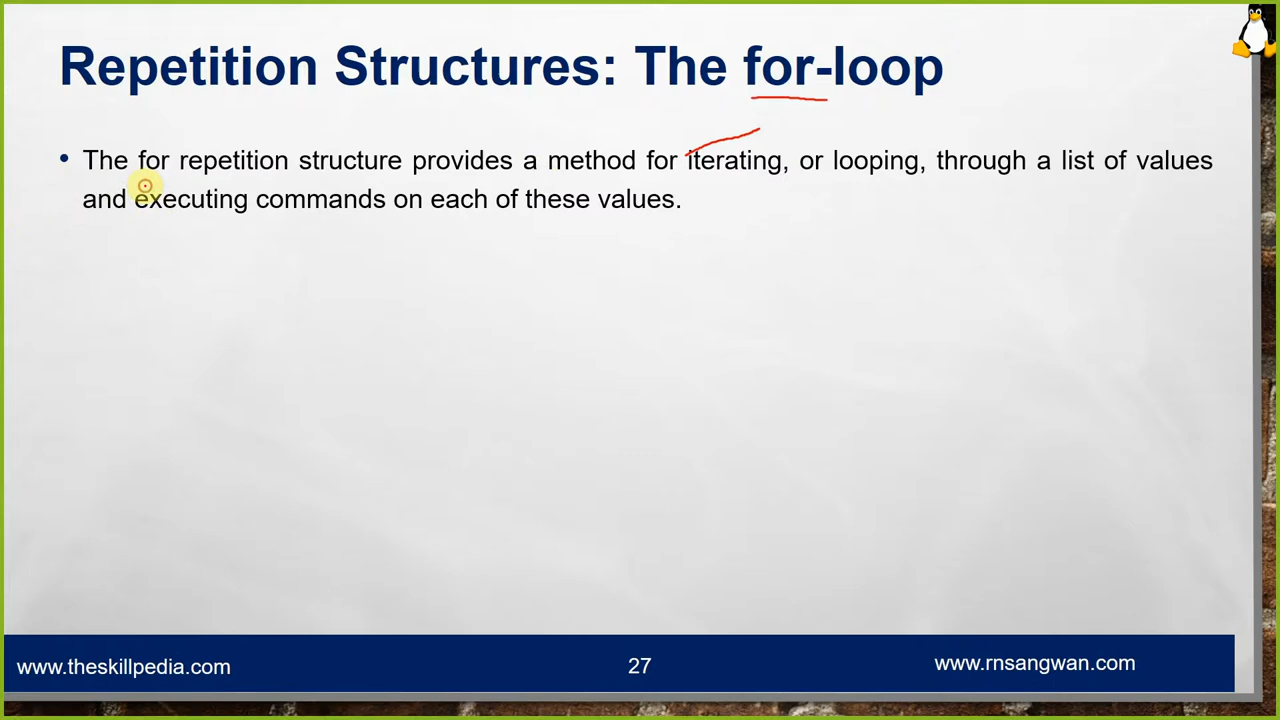 Repetition Structures: The for-loop
• The for repetition structure provides a method for iterating, or looping, through a list of values
and executing commands on each of these values.
www.theskillpedia.com
27
www.rnsangwan.com